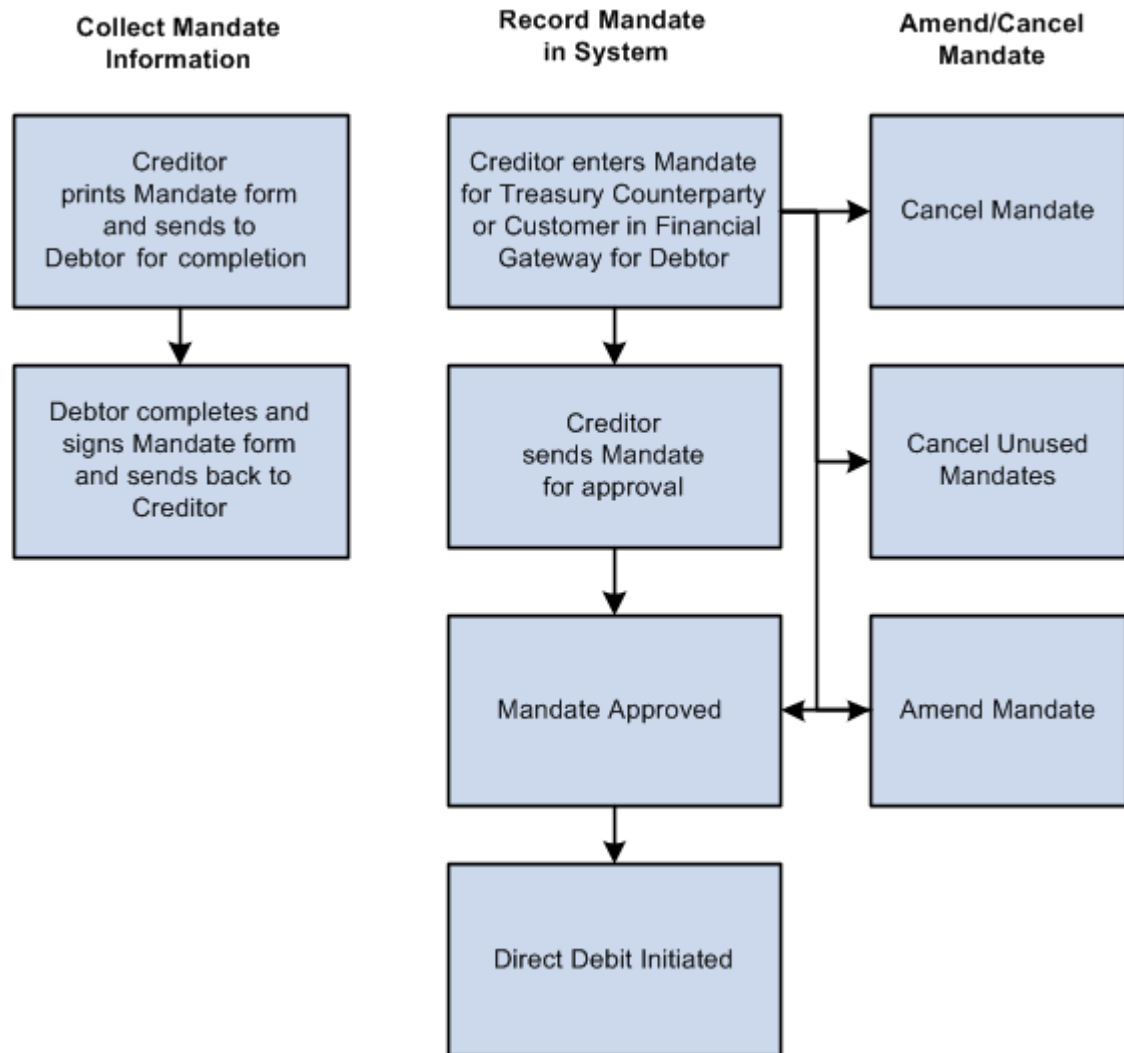 Collect Mandate
Information
Creditor
prints Mandate form
and sends to
Debtor for completion
Debtor completes and
signs Mandate form
and sends back to
Creditor
Record Mandate
in System
Creditor enters Mandate
for Treasury Counterparty
or Customer in Financial
Gateway for Debtor
Creditor
sends Mandate
for approval
Mandate Approved
Direct Debit Initiated
Amend/Cancel
Mandate
Cancel Mandate
Cancel Unused
Mandates
Amend Mandate